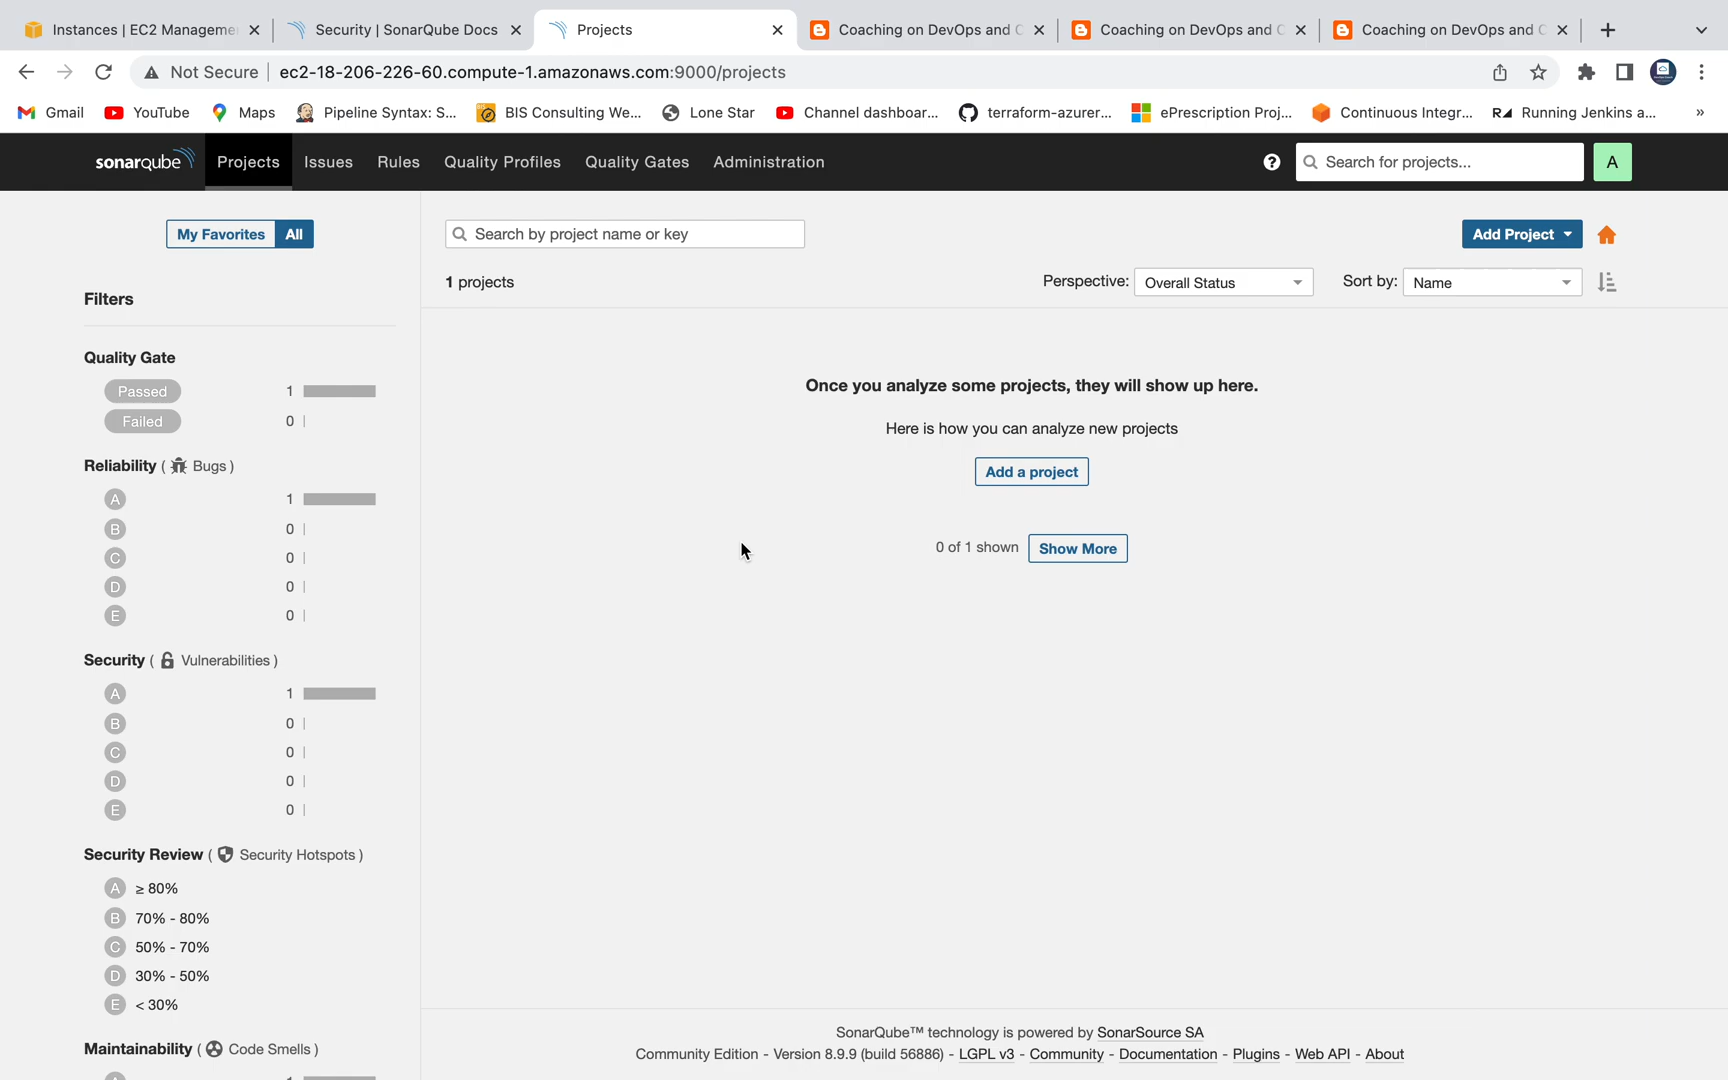 Instances | EC2 Manageme
Security | SonarQube Docs
Projects
Coaching on DevOps and C
Coaching on DevOps and C
Coaching on DevOps and C
Not Secure
ec2-18-206-226-60.compute-1.amazonaws.com:9000/projects
Gmail
YouTube
Maps
Pipeline Syntax: S...
BIS Consulting We...
Lone Star
Channel dashboar...
terraform-azurer...
ePrescription Proj...
Continuous Integr...
Running Jenkins a...
»
sonarqube
Projects
Issues
Rules
Quality Profiles
Quality Gates
Administration
Search for projects...
A
My Favorites
All
Search by project name or key
Add Project
1 projects
Perspective:
Overall Status
Sort by:
Name
Filters
Quality Gate
Passed 1
Failed 0
Reliability ( Bugs )
A 1
B 0
C 0
D 0
E 0
Security ( Vulnerabilities )
A 1
B 0
C 0
D 0
E 0
Security Review ( Security Hotspots )
A ≥ 80%
B 70% - 80%
C 50% - 70%
D 30% - 50%
E < 30%
Maintainability ( Code Smells )
Once you analyze some projects, they will show up here.
Here is how you can analyze new projects
Add a project
0 of 1 shown
Show More
SonarQube™ technology is powered by SonarSource SA
Community Edition - Version 8.9.9 (build 56886) - LGPL v3 - Community - Documentation - Plugins - Web API - About